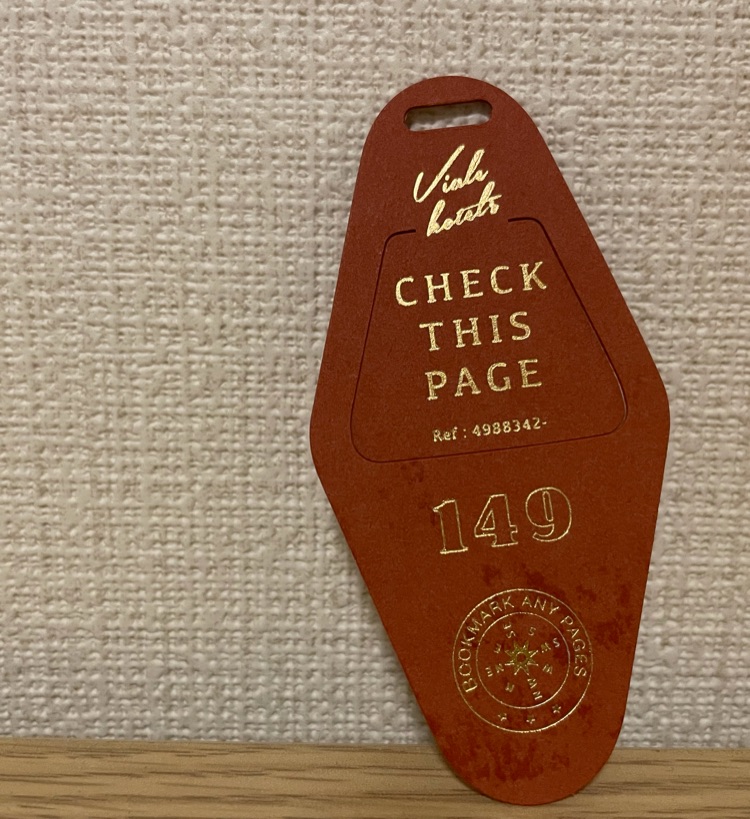 Viale
hotels
CHECK
THIS
PAGE
Ref : 4988342-
149
BOOKMARK ANY PAGES